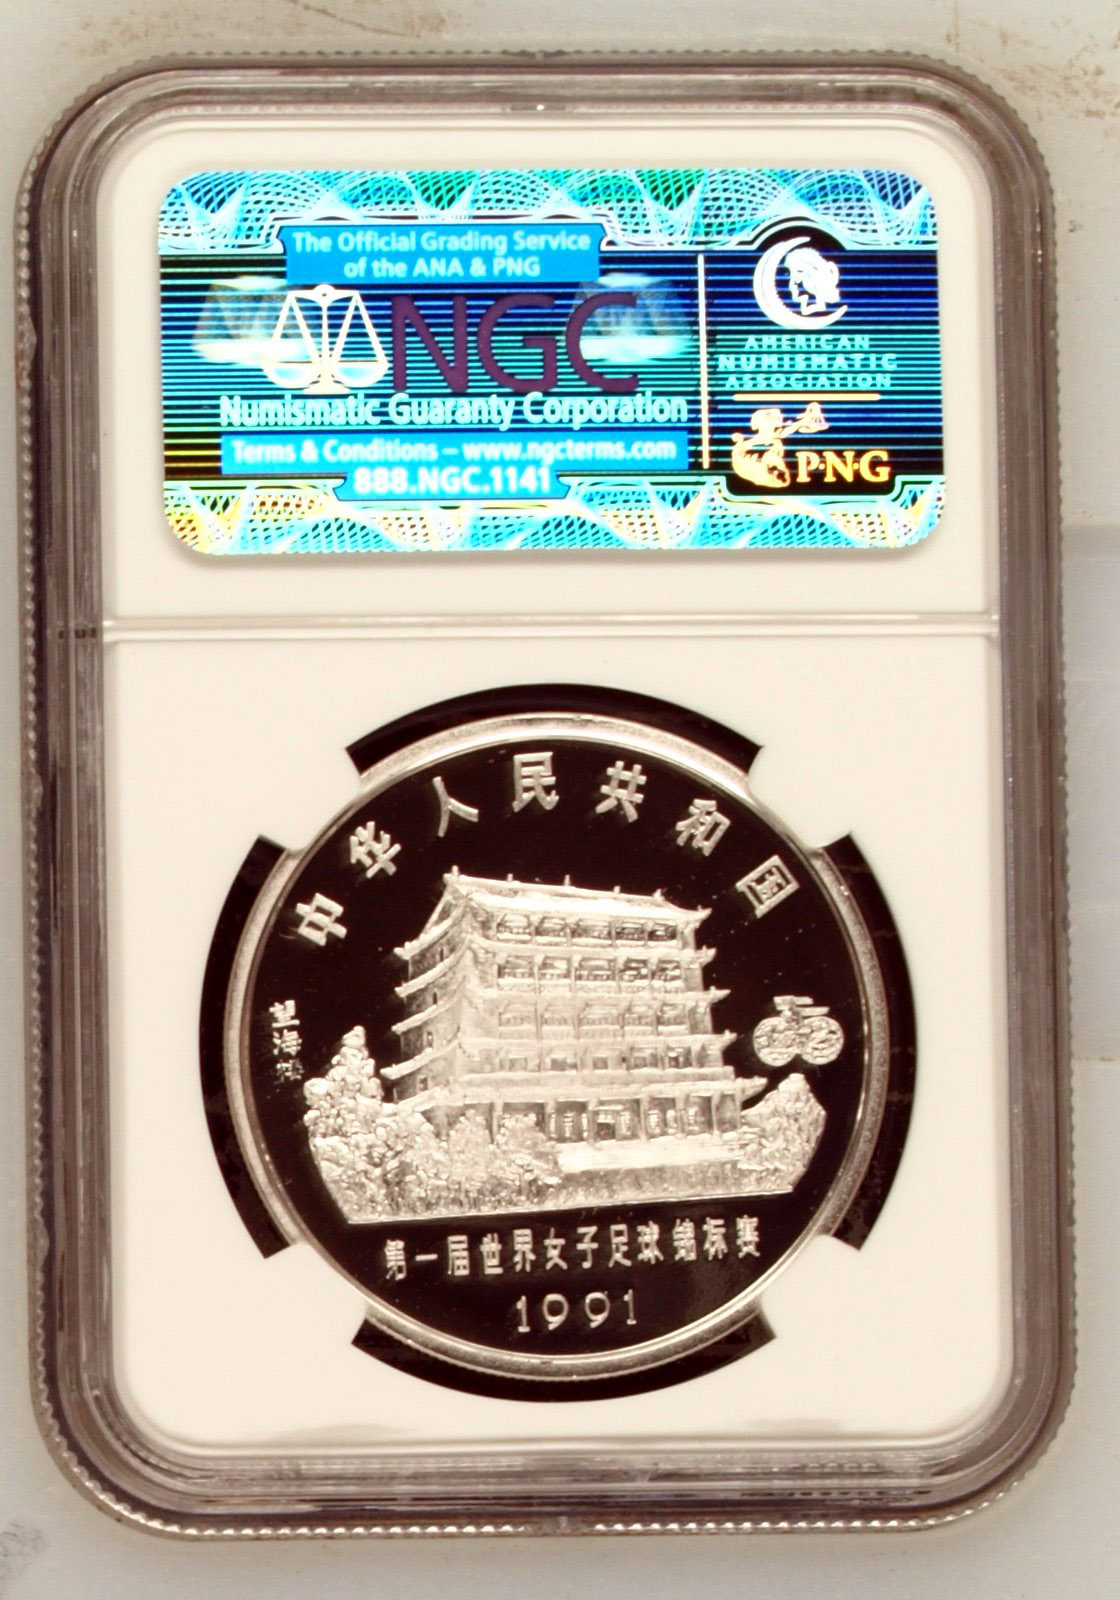 The Official Grading Service
of the ANA & PNG
NGC
Numismatic Guaranty Corporation
Terms & Conditions – www.ngcterms.com
888.NGC.1141
AMERICAN
NUMISMATIC
ASSOCIATION
P·N·G
中华人民共和国
镇海楼
第一届世界女子足球锦标赛
1991